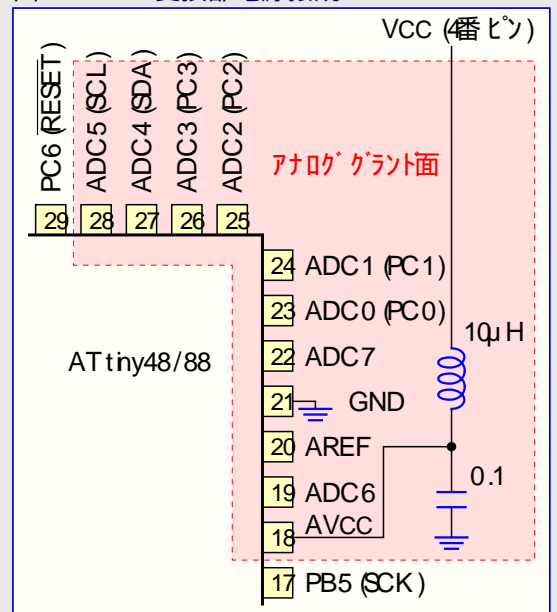 VCC (4番ピン)
PC6 (RESET)
ADC5 (SCL)
ADC4 (SDA)
ADC3 (PC3)
ADC2 (PC2)
アナログ グランド面
29 28 27 26 25
24 ADC1 (PC1)
23 ADC0 (PC0)
10μH
22 ADC7
ATtiny48/88
21 GND
20 AREF
19 ADC6
0.1
18 AVCC
17 PB5 (SCK)